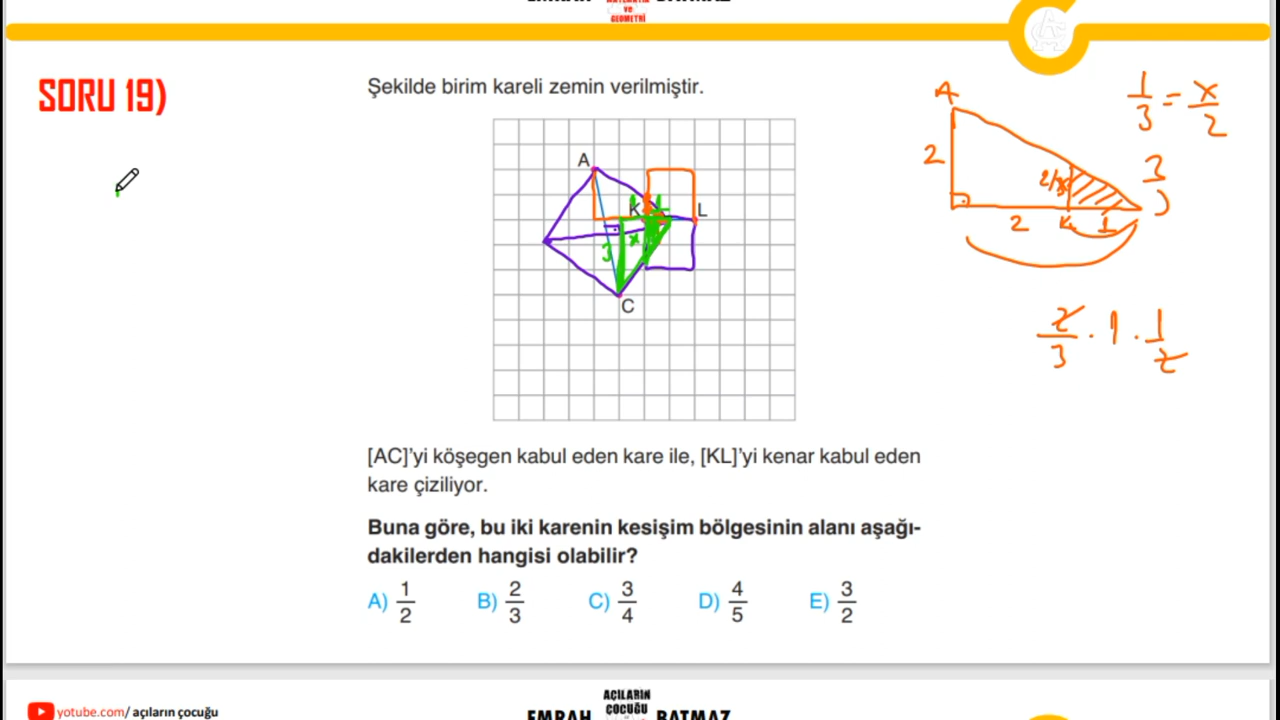 MATEMATİK
ve
GEOMETRİ
SORU 19)
Şekilde birim kareli zemin verilmiştir.
A
K
L
C
3
x
A
2
2
K
1
1/3 = x/2
2/3 · 1 · 1/2
[AC]'yi köşegen kabul eden kare ile, [KL]'yi kenar kabul eden
kare çiziliyor.
Buna göre, bu iki karenin kesişim bölgesinin alanı aşağı-
dakilerden hangisi olabilir?
A) 1/2 B) 2/3 C) 3/4 D) 4/5 E) 3/2
yotube.com/ açıların çocuğu
AÇILARIN
ÇOCUĞU
EMRAH BATMAZ